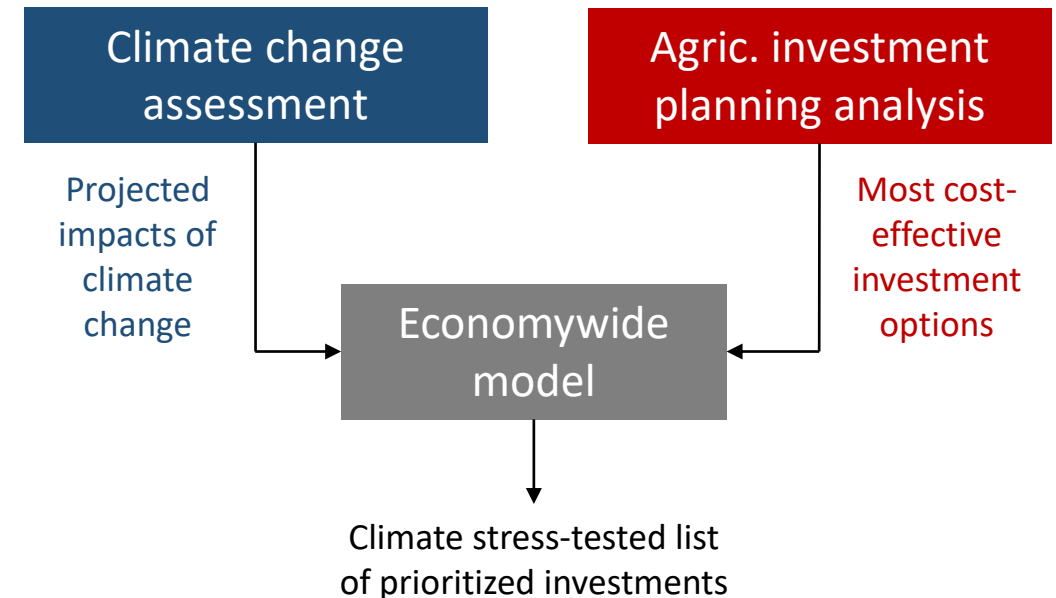 Climate change
assessment
Agric. investment
planning analysis
Projected
impacts of
climate
change
Most cost-
effective
investment
options
Economywide
model
Climate stress-tested list
of prioritized investments